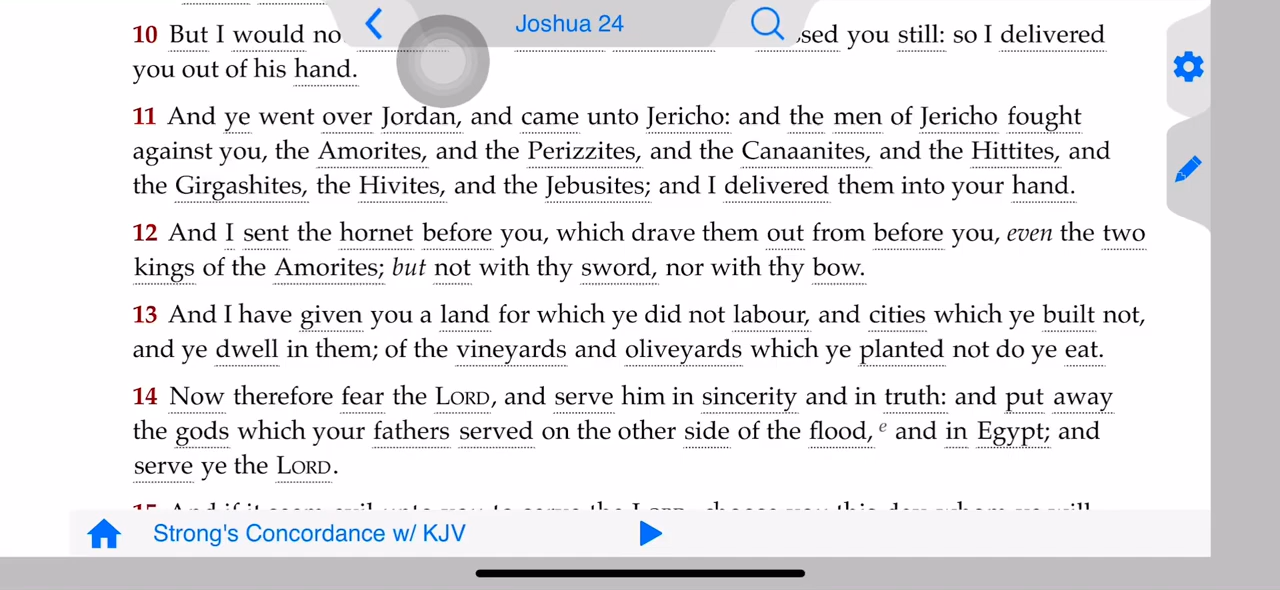 Joshua 24
10 But I would no sed you still: so I delivered
you out of his hand.
11 And ye went over Jordan, and came unto Jericho: and the men of Jericho fought
against you, the Amorites, and the Perizzites, and the Canaanites, and the Hittites, and
the Girgashites, the Hivites, and the Jebusites; and I delivered them into your hand.
12 And I sent the hornet before you, which drave them out from before you, even the two
kings of the Amorites; but not with thy sword, nor with thy bow.
13 And I have given you a land for which ye did not labour, and cities which ye built not,
and ye dwell in them; of the vineyards and oliveyards which ye planted not do ye eat.
14 Now therefore fear the LORD, and serve him in sincerity and in truth: and put away
the gods which your fathers served on the other side of the flood, e and in Egypt; and
serve ye the LORD.
Strong's Concordance w/ KJV